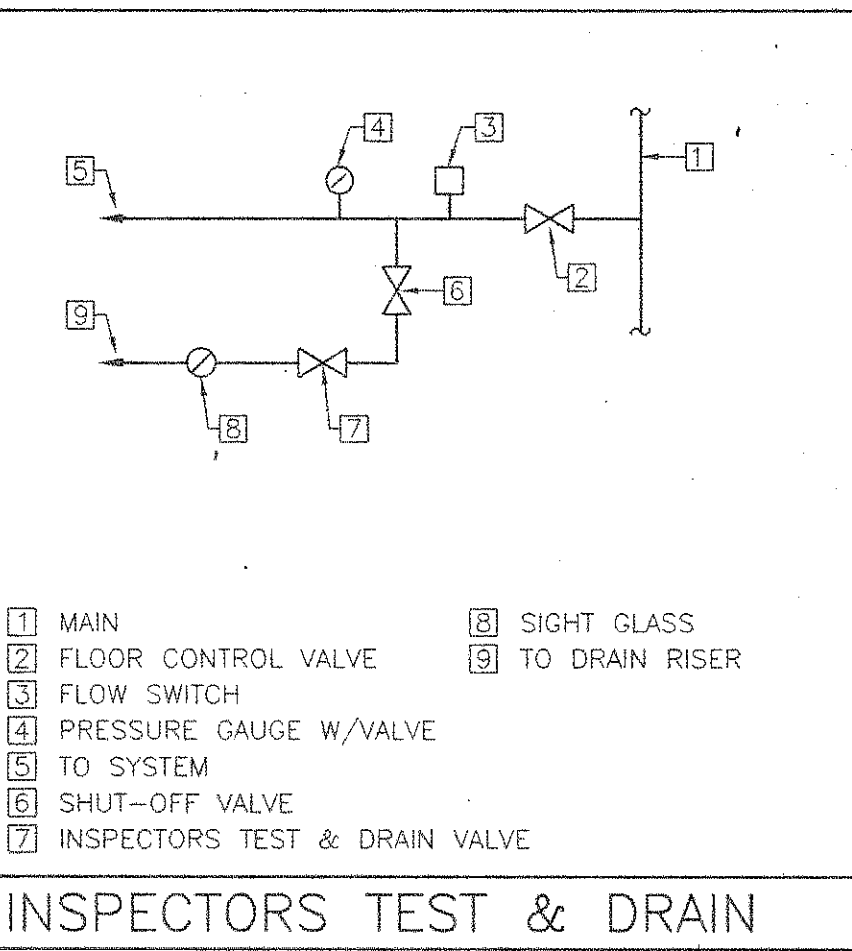 4
3
1
5
2
6
9
8
7
1 MAIN
2 FLOOR CONTROL VALVE
3 FLOW SWITCH
4 PRESSURE GAUGE W/VALVE
5 TO SYSTEM
6 SHUT-OFF VALVE
7 INSPECTORS TEST & DRAIN VALVE
8 SIGHT GLASS
9 TO DRAIN RISER
INSPECTORS TEST & DRAIN